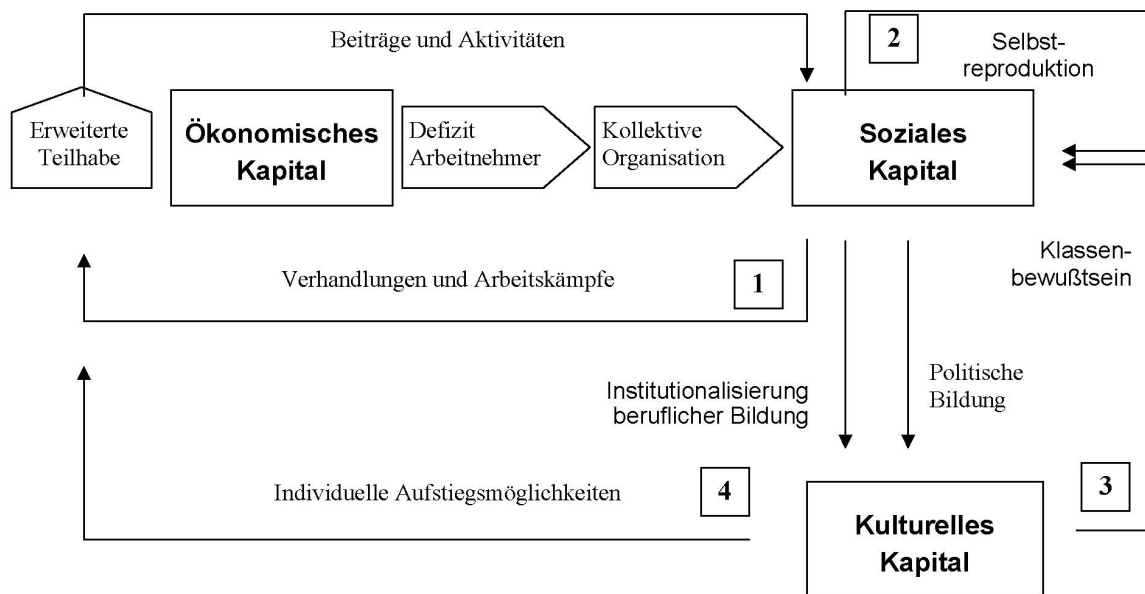 Beiträge und Aktivitäten
2
Selbst-
reproduktion
Erweiterte
Teilhabe
Ökonomisches
Kapital
Defizit
Arbeitnehmer
Kollektive
Organisation
Soziales
Kapital
Verhandlungen und Arbeitskämpfe
1
Klassen-
bewußtsein
Institutionalisierung
beruflicher Bildung
Politische
Bildung
Individuelle Aufstiegsmöglichkeiten
4
Kulturelles
Kapital
3